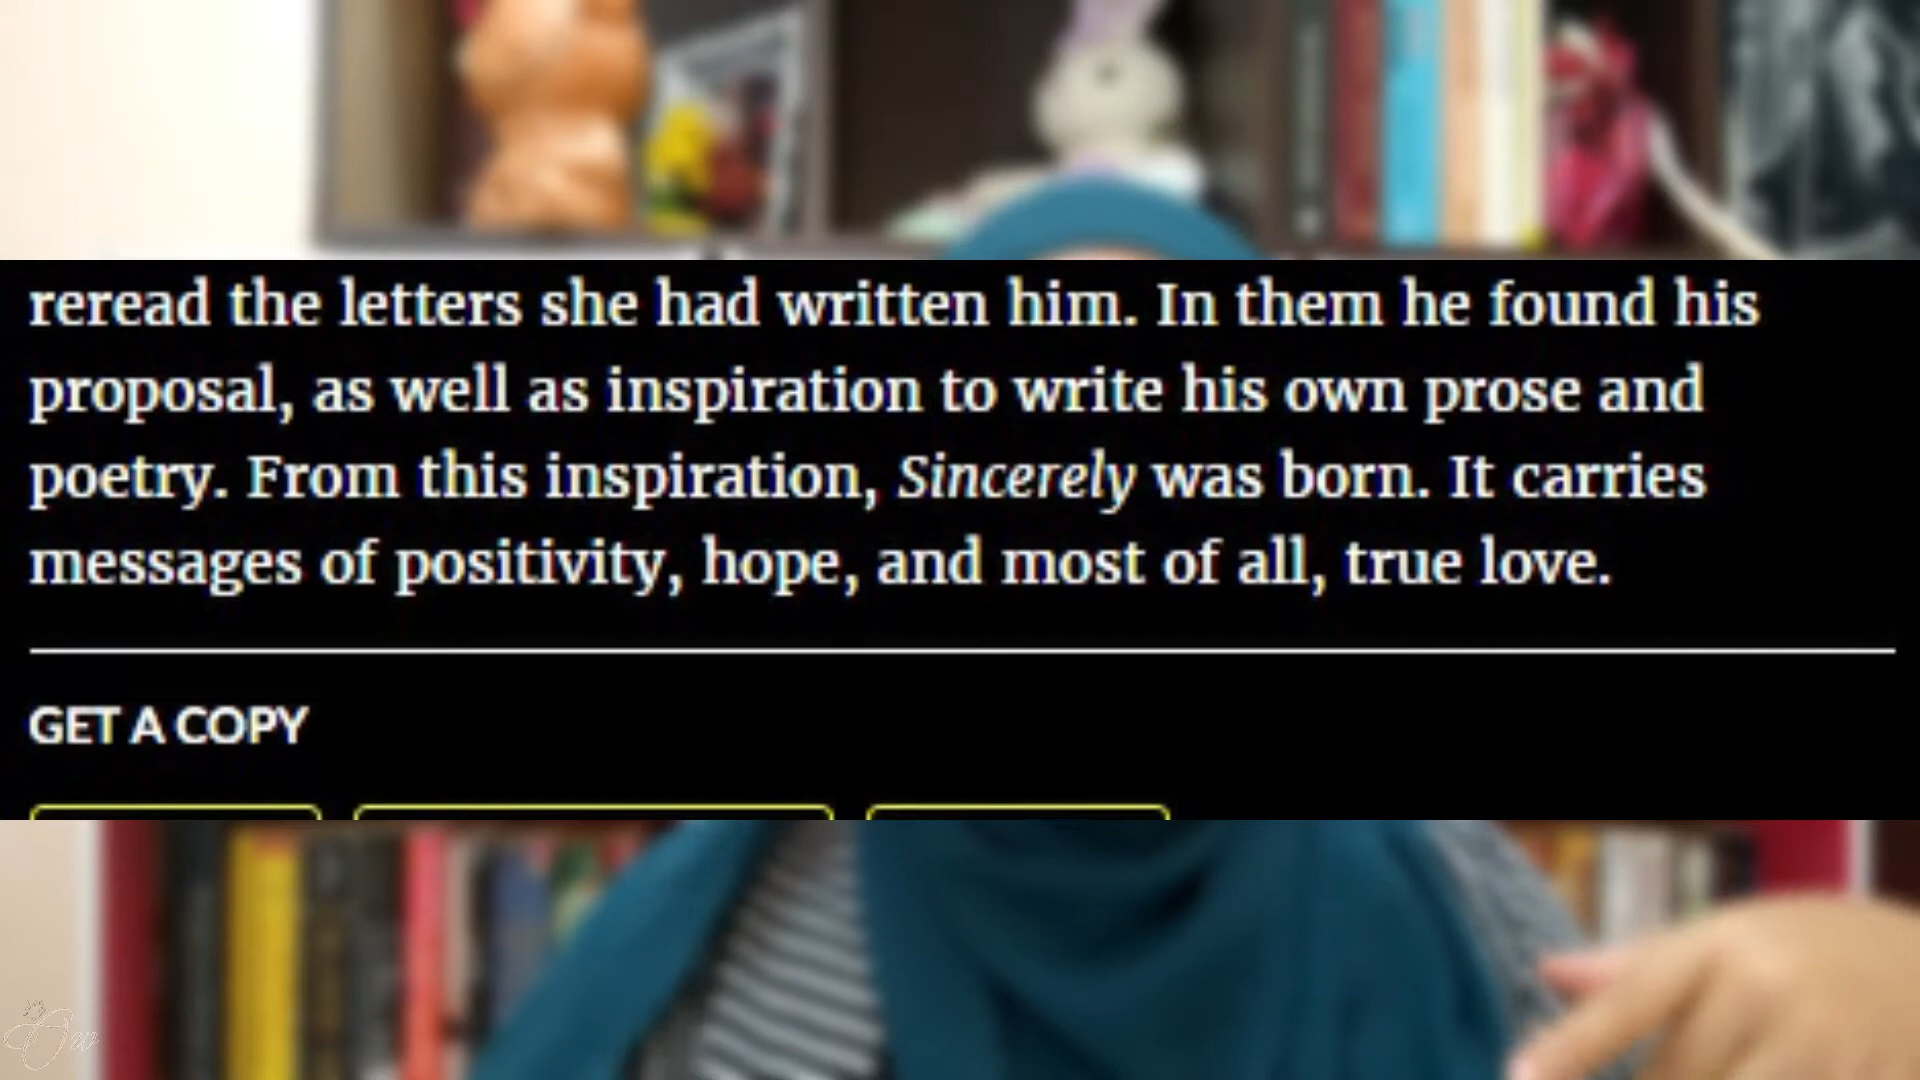 reread the letters she had written him. In them he found his
proposal, as well as inspiration to write his own prose and
poetry. From this inspiration, Sincerely was born. It carries
messages of positivity, hope, and most of all, true love.
GET A COPY